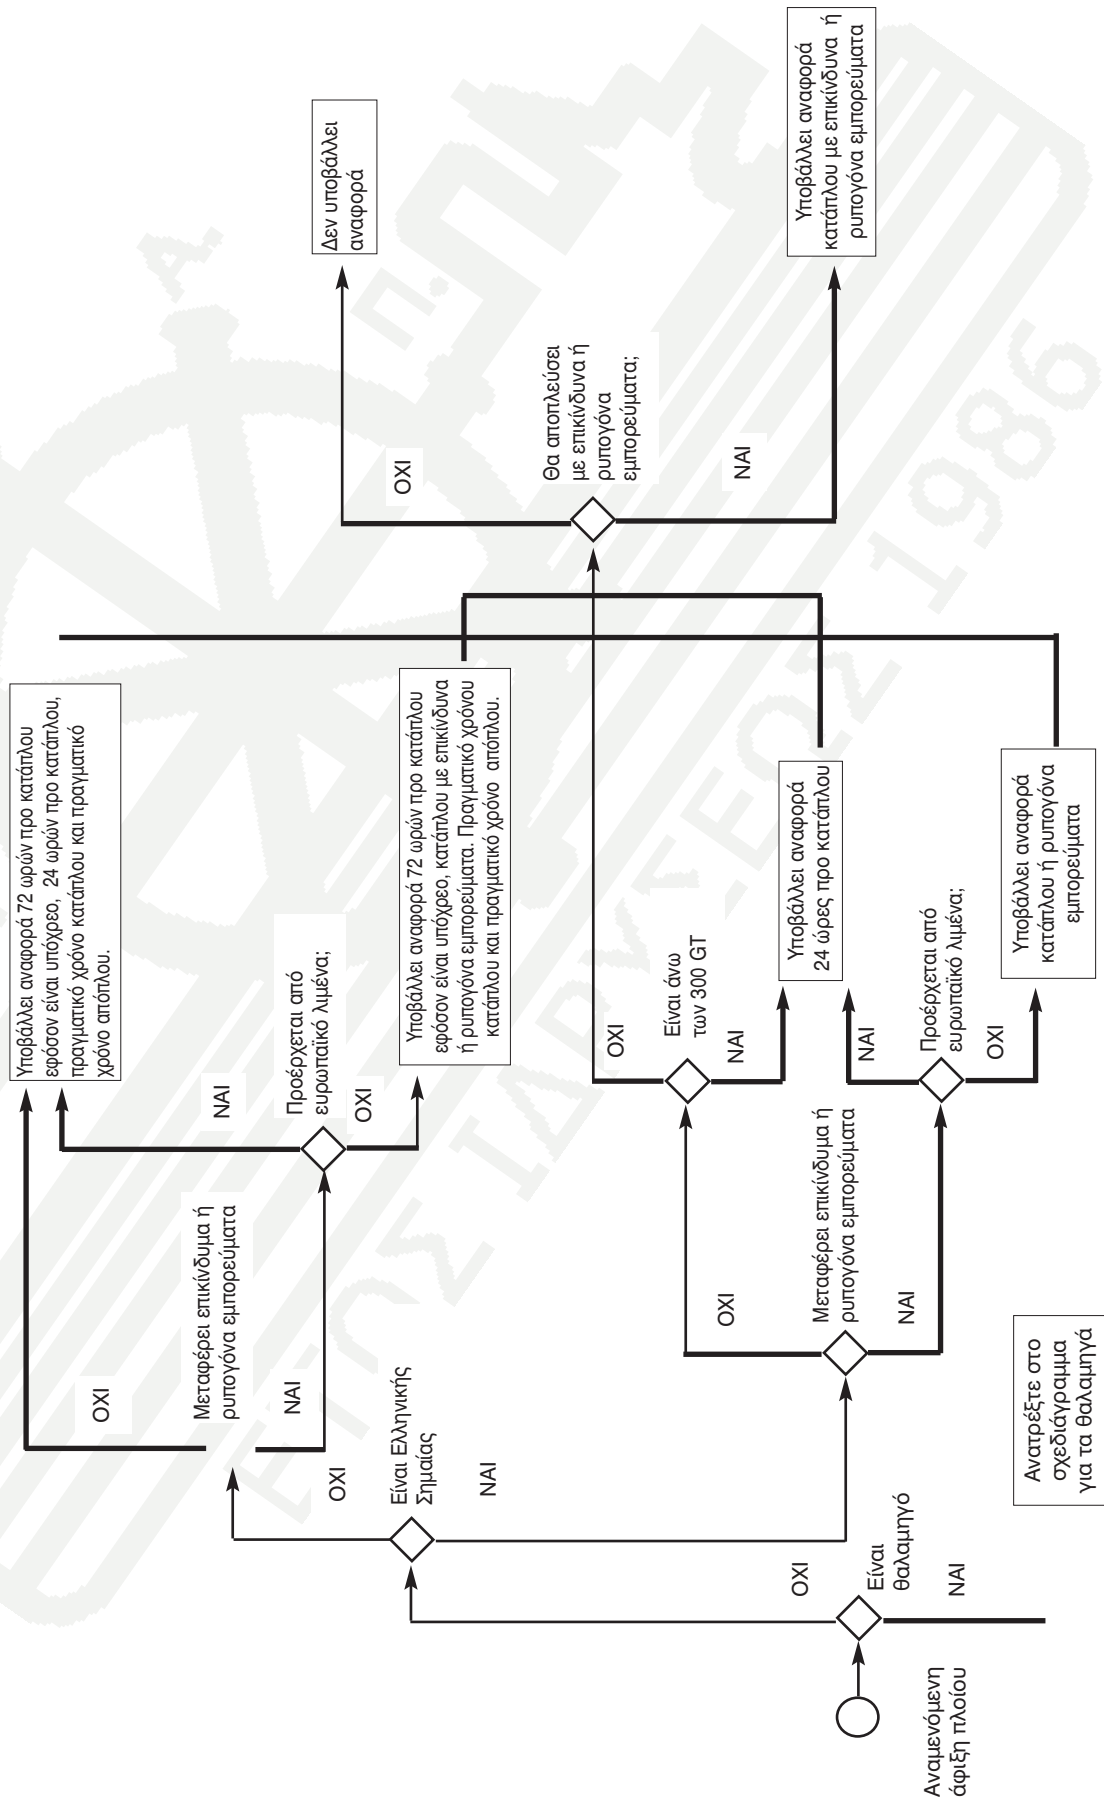 Αναμενόμενη
άφιξη πλοίου
Είναι
θαλαμηγό
ΟΧΙ
ΝΑΙ
Ανατρέξτε στο
σχεδιάγραμμα
για τα θαλαμηγά
Είναι Ελληνικής
Σημαίας
ΟΧΙ
ΝΑΙ
Μεταφέρει επικίνδυμα ή
ρυπογόνα εμπορεύματα
ΟΧΙ
ΝΑΙ
Προέρχεται από
ευρωπαϊκό λιμένα;
ΝΑΙ
ΟΧΙ
Υποβάλλει αναφορά 72 ωρών προ κατάπλου
εφόσον είναι υπόχρεο, 24 ωρών προ κατάπλου,
πραγματικό χρόνο κατάπλου και πραγματικό
χρόνο απόπλου.
Υποβάλλει αναφορά 72 ωρών προ κατάπλου
εφόσον είναι υπόχρεο, κατάπλου με επικίνδυνα
ή ρυπογόνα εμπορεύματα. Πραγματικό χρόνου
κατάπλου και πραγματικό χρόνο απόπλου.
Μεταφέρει επικίνδυμα ή
ρυπογόνα εμπορεύματα
ΟΧΙ
ΝΑΙ
Είναι άνω
των 300 GT
ΟΧΙ
ΝΑΙ
Προέρχεται από
ευρωπαϊκό λιμένα;
ΝΑΙ
ΟΧΙ
Υποβάλλει αναφορά
24 ώρες προ κατάπλου
Υποβάλλει αναφορά
κατάπλου ή ρυπογόνα
εμπορεύματα
Θα αποπλεύσει
με επικίνδυνα ή
ρυπογόνα
εμπορεύματα;
ΟΧΙ
ΝΑΙ
Δεν υποβάλλει
αναφορά
Υποβάλλει αναφορά
κατάπλου με επικίνδυνα ή
ρυπογόνα εμπορεύματα
Π. Α.
ΕΤΟΣ ΙΔΡΥΣΕΩΣ 1986